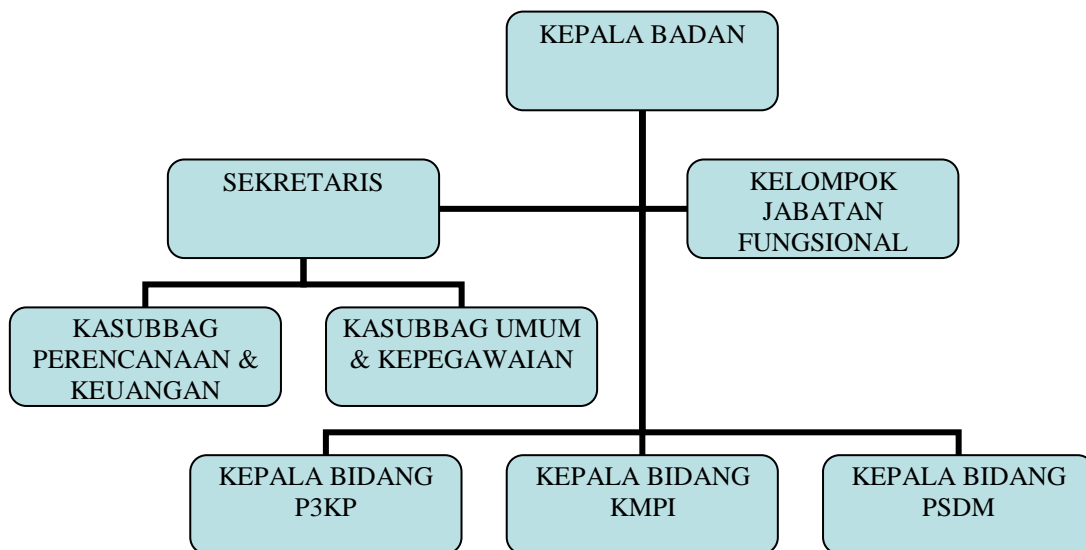 KEPALA BADAN
SEKRETARIS
KELOMPOK
JABATAN
FUNGSIONAL
KASUBBAG
PERENCANAAN &
KEUANGAN
KASUBBAG UMUM
& KEPEGAWAIAN
KEPALA BIDANG
P3KP
KEPALA BIDANG
KMPI
KEPALA BIDANG
PSDM